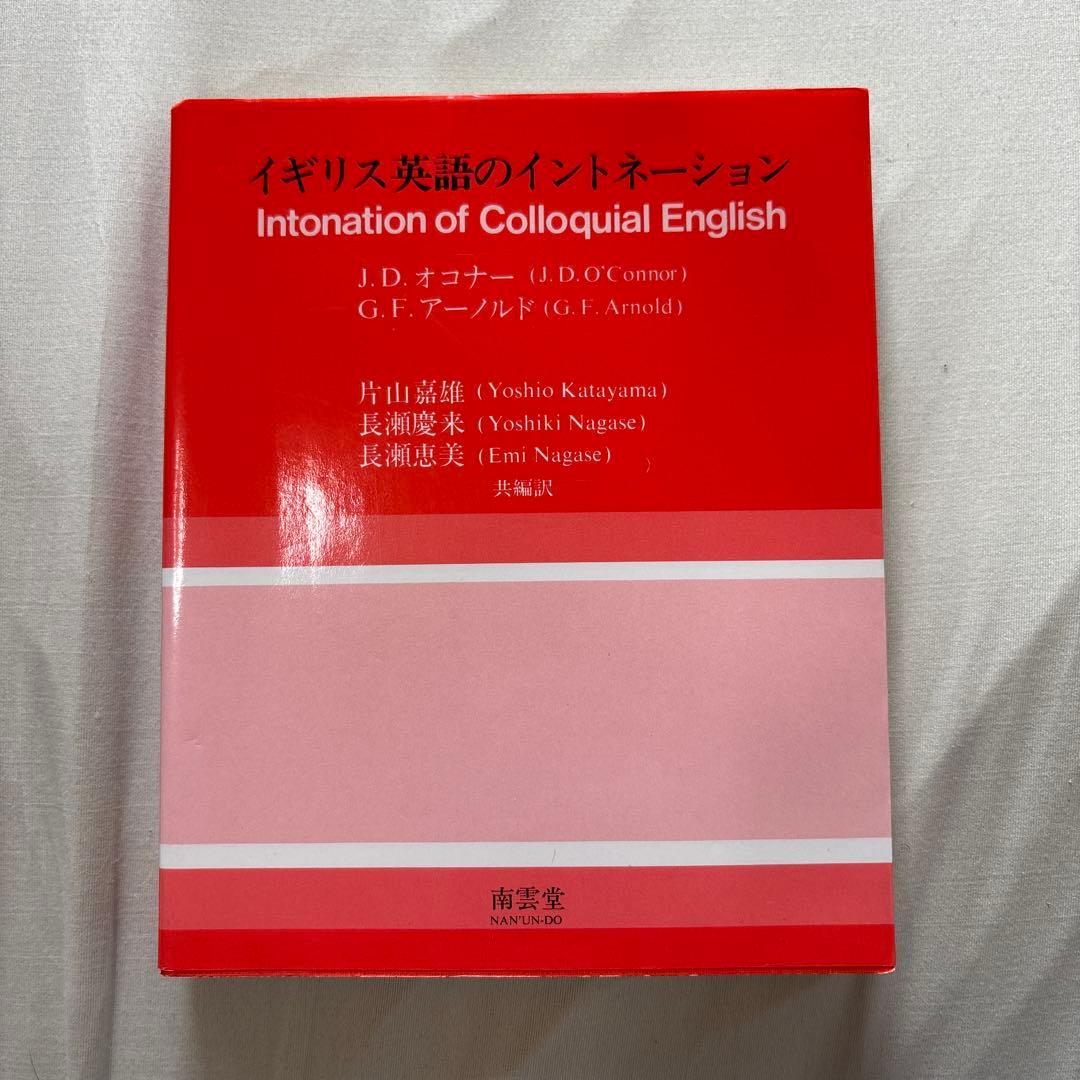 イギリス英語のイントネーション
Intonation of Colloquial English
J.D.オコナー (J.D.O'Connor)
G.F.アーノルド (G.F.Arnold)
片山嘉雄 (Yoshio Katayama)
長瀬慶来 (Yoshiki Nagase)
長瀬恵美 (Emi Nagase)
共編訳
南雲堂
NAN'UN-DO